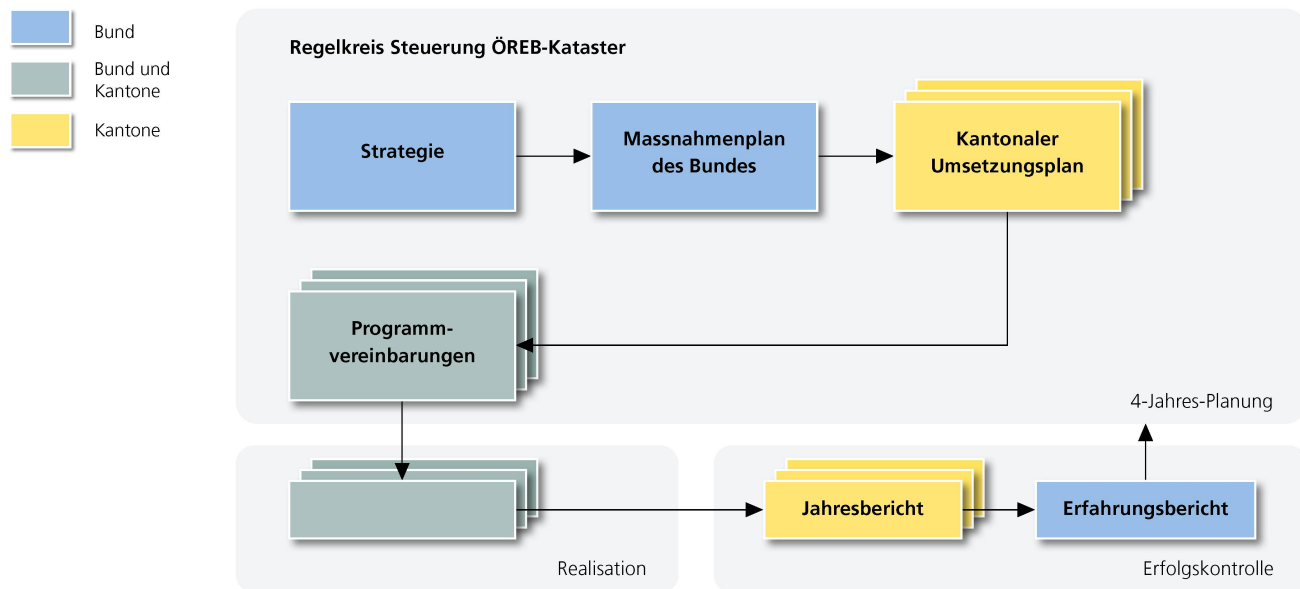 Bund
Bund und
Kantone
Kantone
Regelkreis Steuerung ÖREB-Kataster
Strategie
Massnahmenplan
des Bundes
Kantonaler
Umsetzungsplan
Programm-
vereinbarungen
4-Jahres-Planung
Jahresbericht
Erfahrungsbericht
Realisation
Erfolgskontrolle